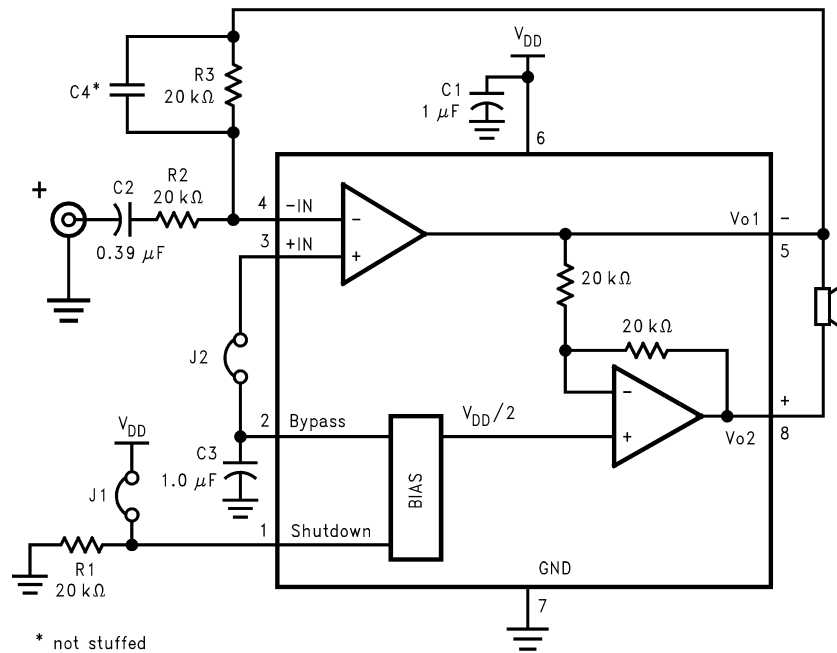 V_DD
C1
1 μF
6
C4*
R3
20 kΩ
+
C2
0.39 μF
R2
20 kΩ
4
-IN
3
+IN
-
+
Vo1
-
5
20 kΩ
20 kΩ
J2
-
+
+
8
Vo2
2
Bypass
V_DD/2
C3
1.0 μF
BIAS
V_DD
J1
1
Shutdown
R1
20 kΩ
GND
7
* not stuffed